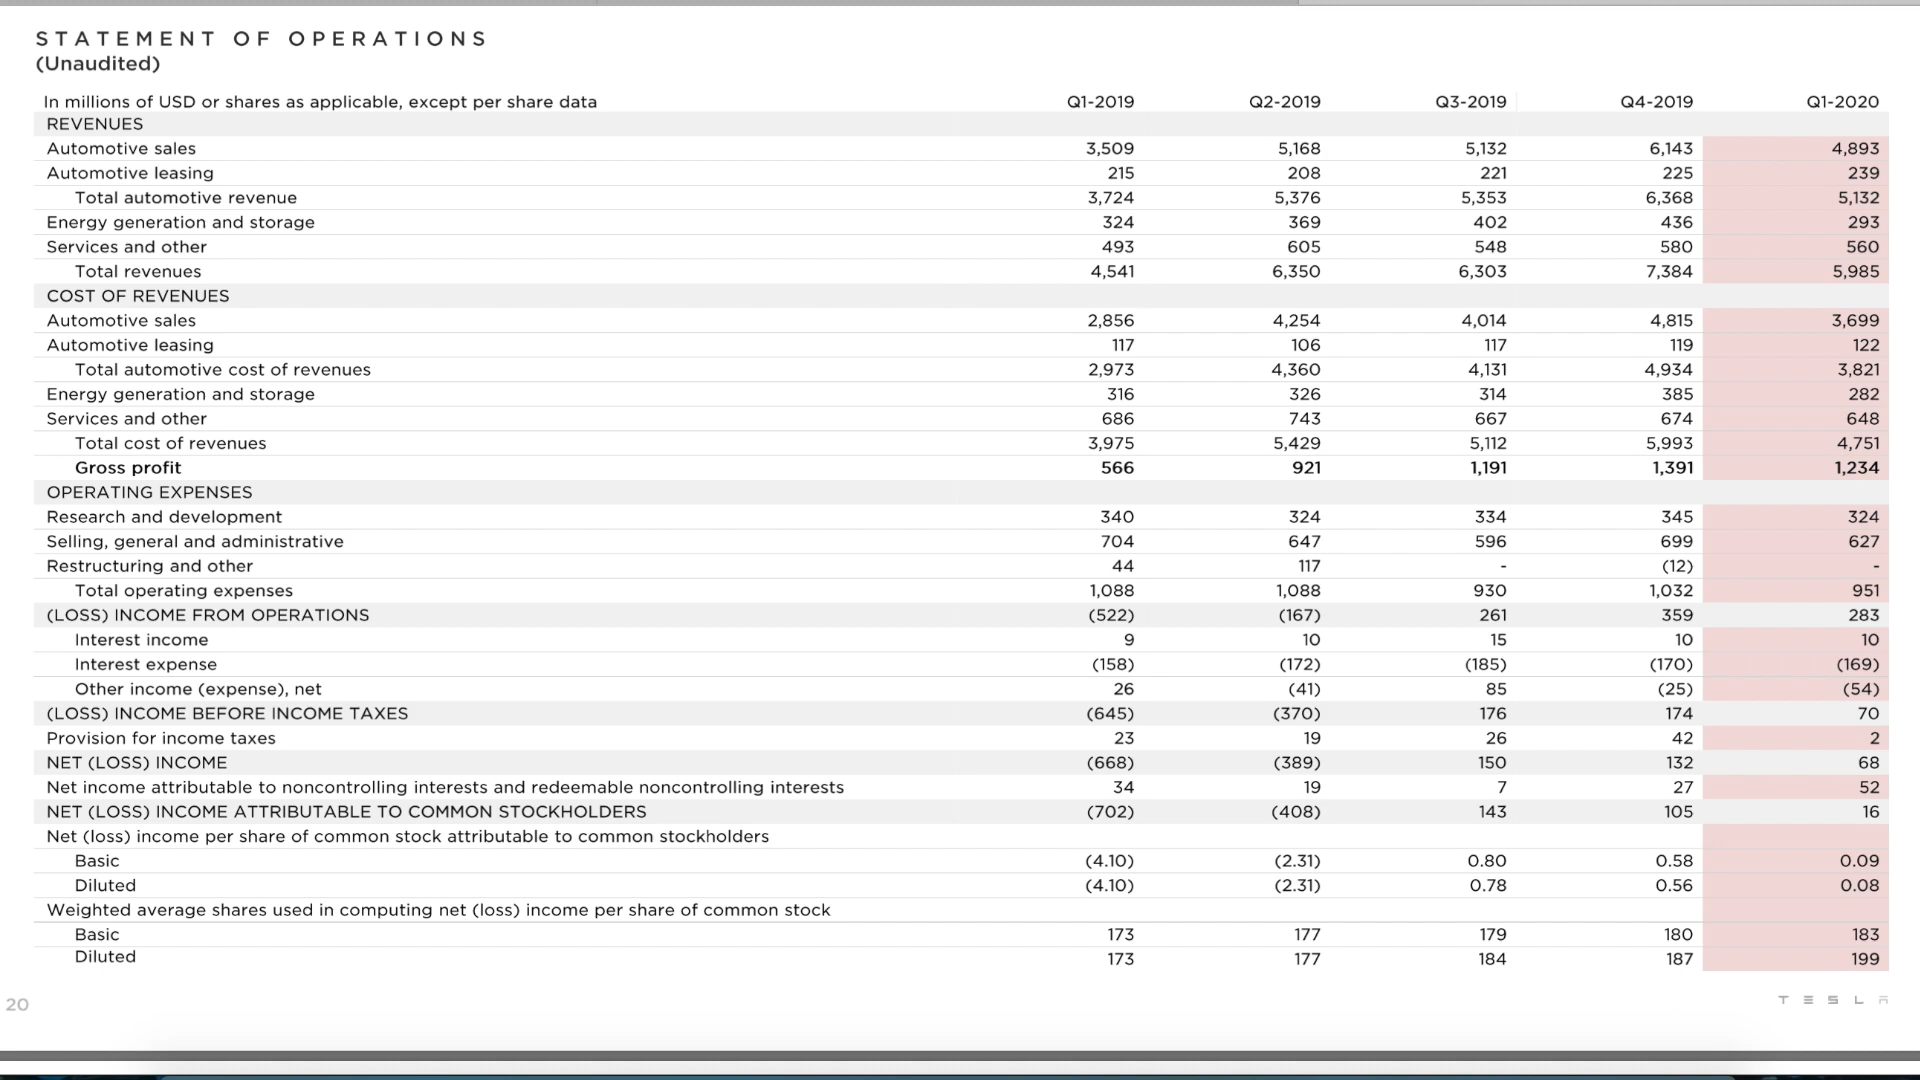 STATEMENT OF OPERATIONS
(Unaudited)
In millions of USD or shares as applicable, except per share data Q1-2019 Q2-2019 Q3-2019 Q4-2019 Q1-2020
REVENUES
Automotive sales 3,509 5,168 5,132 6,143 4,893
Automotive leasing 215 208 221 225 239
Total automotive revenue 3,724 5,376 5,353 6,368 5,132
Energy generation and storage 324 369 402 436 293
Services and other 493 605 548 580 560
Total revenues 4,541 6,350 6,303 7,384 5,985
COST OF REVENUES
Automotive sales 2,856 4,254 4,014 4,815 3,699
Automotive leasing 117 106 117 119 122
Total automotive cost of revenues 2,973 4,360 4,131 4,934 3,821
Energy generation and storage 316 326 314 385 282
Services and other 686 743 667 674 648
Total cost of revenues 3,975 5,429 5,112 5,993 4,751
Gross profit 566 921 1,191 1,391 1,234
OPERATING EXPENSES
Research and development 340 324 334 345 324
Selling, general and administrative 704 647 596 699 627
Restructuring and other 44 117 - (12) -
Total operating expenses 1,088 1,088 930 1,032 951
(LOSS) INCOME FROM OPERATIONS (522) (167) 261 359 283
Interest income 9 10 15 10 10
Interest expense (158) (172) (185) (170) (169)
Other income (expense), net 26 (41) 85 (25) (54)
(LOSS) INCOME BEFORE INCOME TAXES (645) (370) 176 174 70
Provision for income taxes 23 19 26 42 2
NET (LOSS) INCOME (668) (389) 150 132 68
Net income attributable to noncontrolling interests and redeemable noncontrolling interests 34 19 7 27 52
NET (LOSS) INCOME ATTRIBUTABLE TO COMMON STOCKHOLDERS (702) (408) 143 105 16
Net (loss) income per share of common stock attributable to common stockholders
Basic (4.10) (2.31) 0.80 0.58 0.09
Diluted (4.10) (2.31) 0.78 0.56 0.08
Weighted average shares used in computing net (loss) income per share of common stock
Basic 173 177 179 180 183
Diluted 173 177 184 187 199
20 TESLA